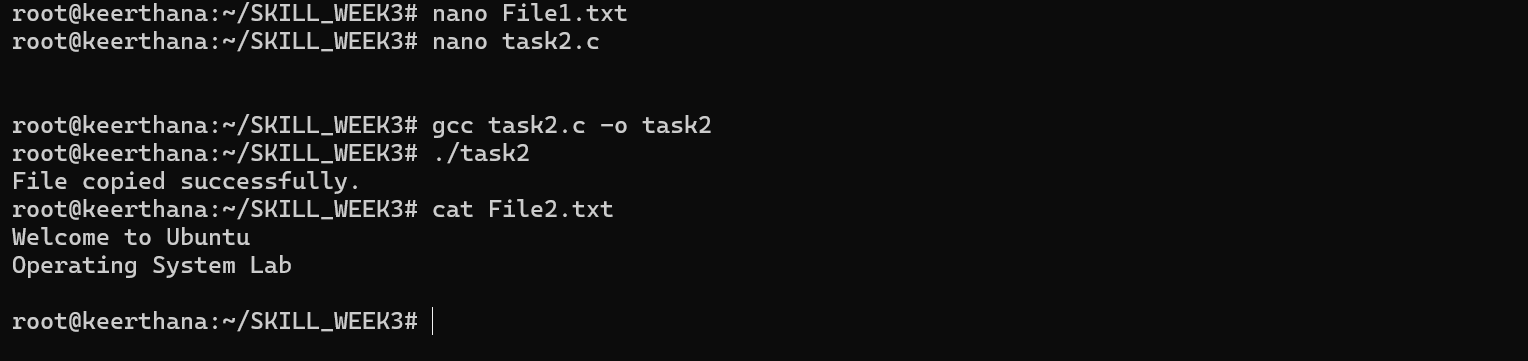 root@keerthana:~/SKILL_WEEK3# nano File1.txt
root@keerthana:~/SKILL_WEEK3# nano task2.c
root@keerthana:~/SKILL_WEEK3# gcc task2.c -o task2
root@keerthana:~/SKILL_WEEK3# ./task2
File copied successfully.
root@keerthana:~/SKILL_WEEK3# cat File2.txt
Welcome to Ubuntu
Operating System Lab
root@keerthana:~/SKILL_WEEK3#